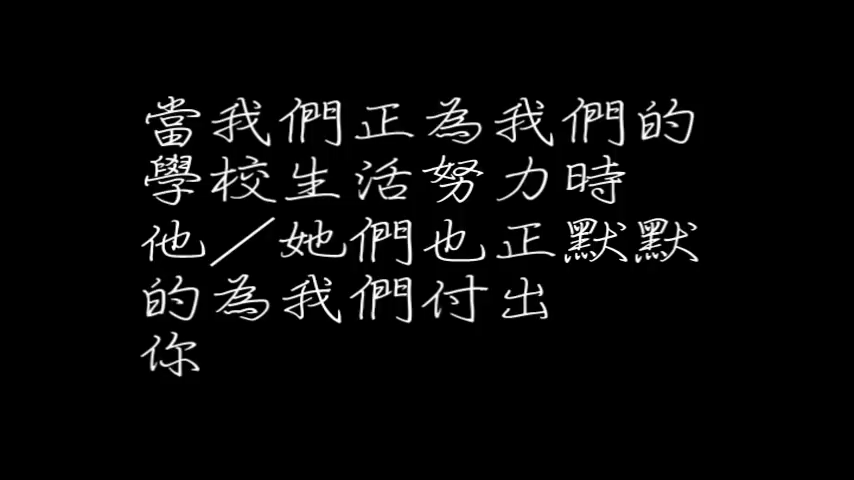 當我們正為我們的
學校生活努力時
他／她們也正默默
的為我們付出
你